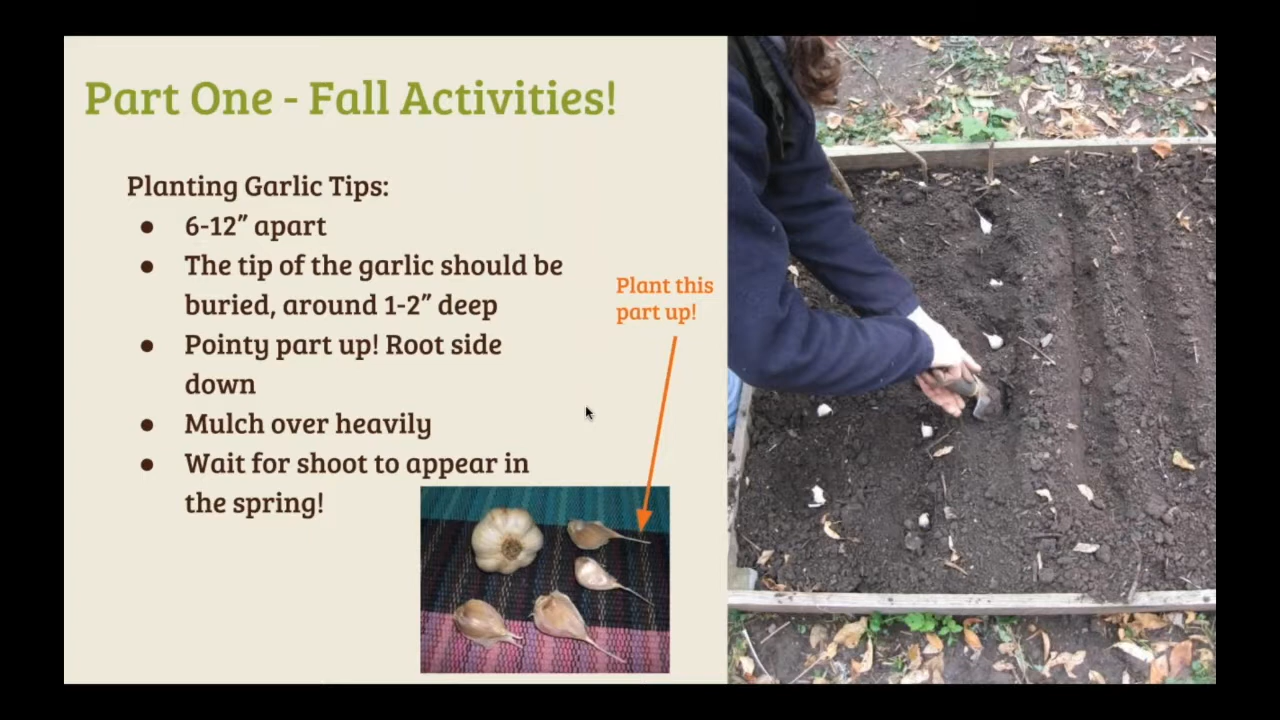 Part One - Fall Activities!
Planting Garlic Tips:
● 6-12” apart
● The tip of the garlic should be
buried, around 1-2” deep
● Pointy part up! Root side
down
● Mulch over heavily
● Wait for shoot to appear in
the spring!
Plant this
part up!